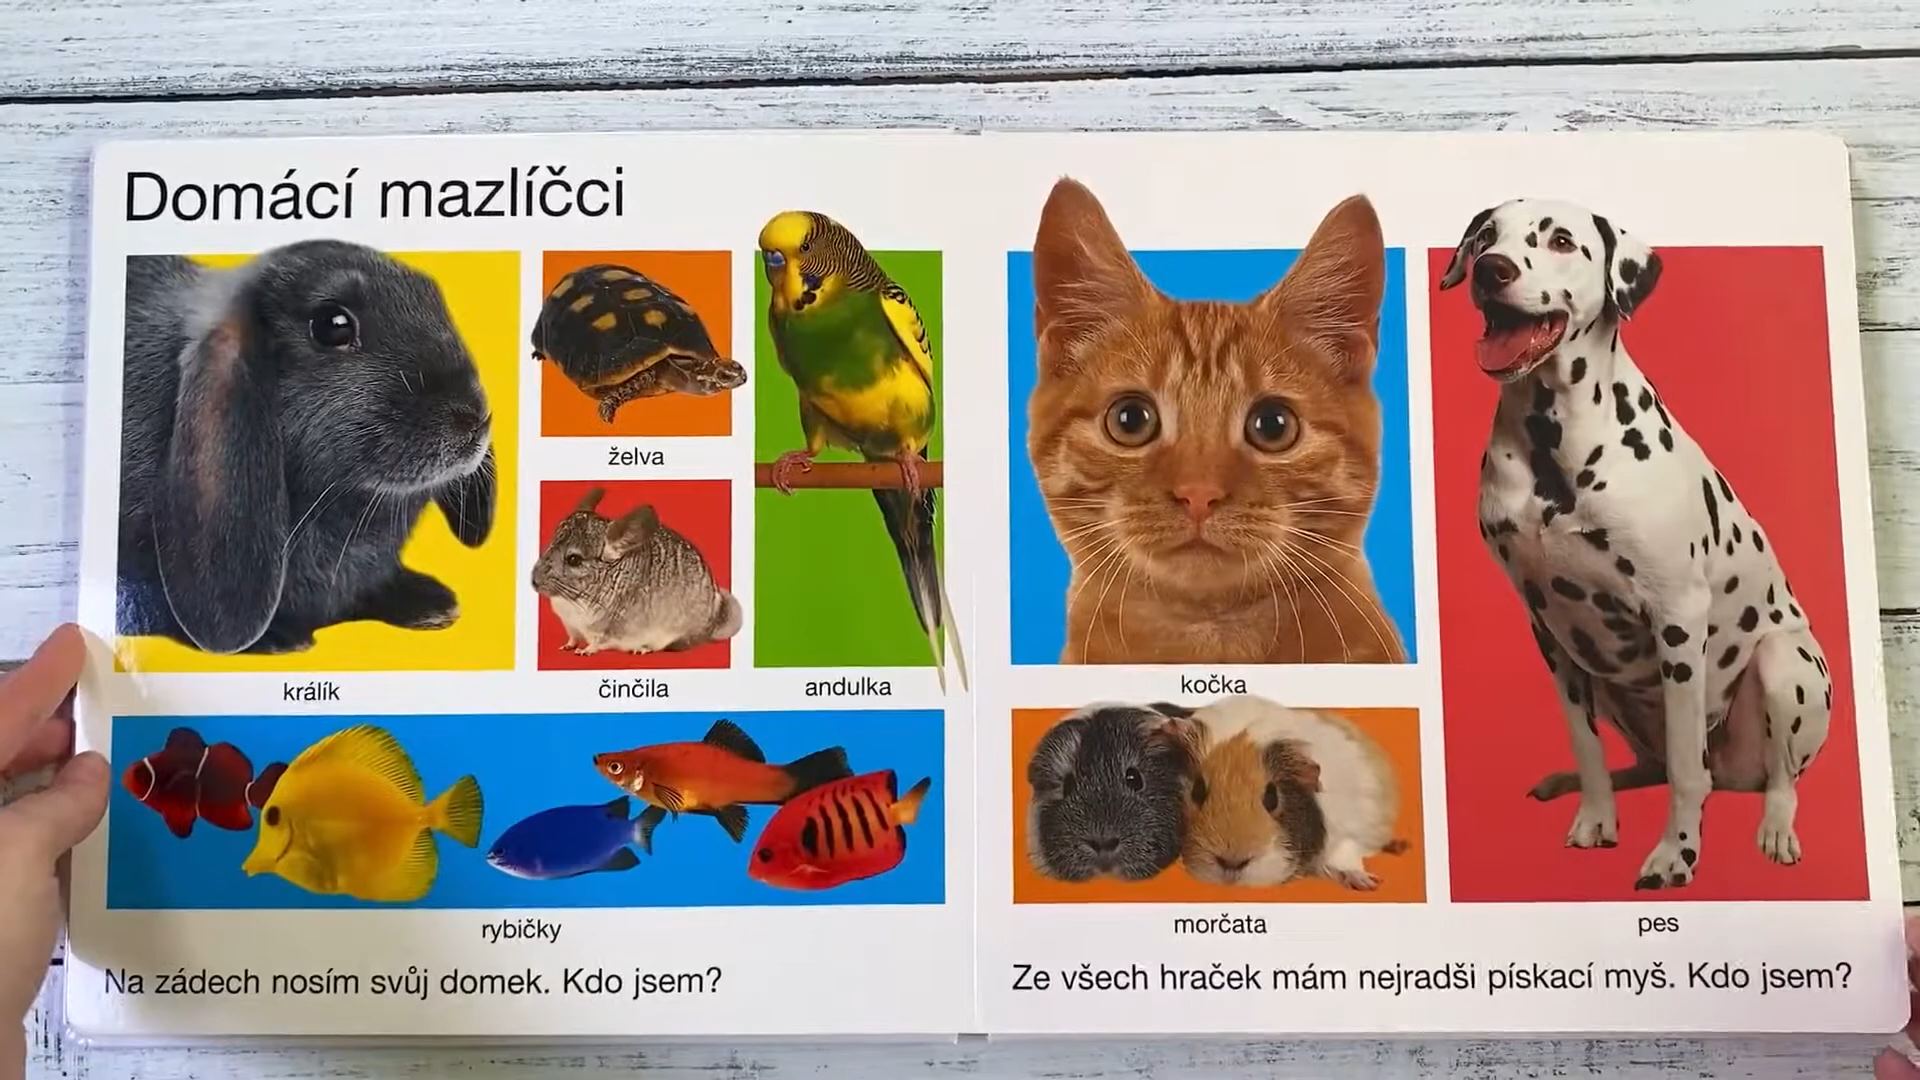 Domácí mazlíčci
želva
králík
činčila
andulka
rybičky
Na zádech nosím svůj domek. Kdo jsem?
kočka
morčata
pes
Ze všech hraček mám nejradši pískací myš. Kdo jsem?